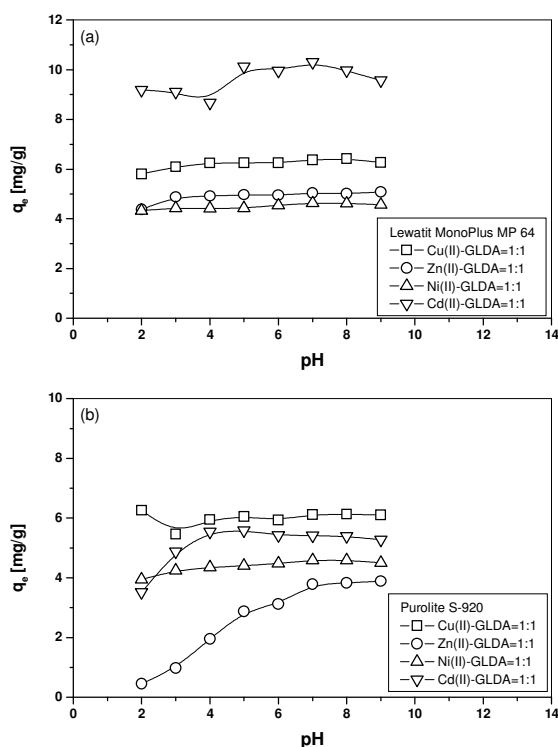 (a)
12
10
8
6
4
2
0
q_e [mg/g]
Lewatit MonoPlus MP 64
Cu(II)-GLDA=1:1
Zn(II)-GLDA=1:1
Ni(II)-GLDA=1:1
Cd(II)-GLDA=1:1
0 2 4 6 8 10 12 14
pH
(b)
10
8
6
4
2
0
q_e [mg/g]
Purolite S-920
Cu(II)-GLDA=1:1
Zn(II)-GLDA=1:1
Ni(II)-GLDA=1:1
Cd(II)-GLDA=1:1
0 2 4 6 8 10 12 14
pH